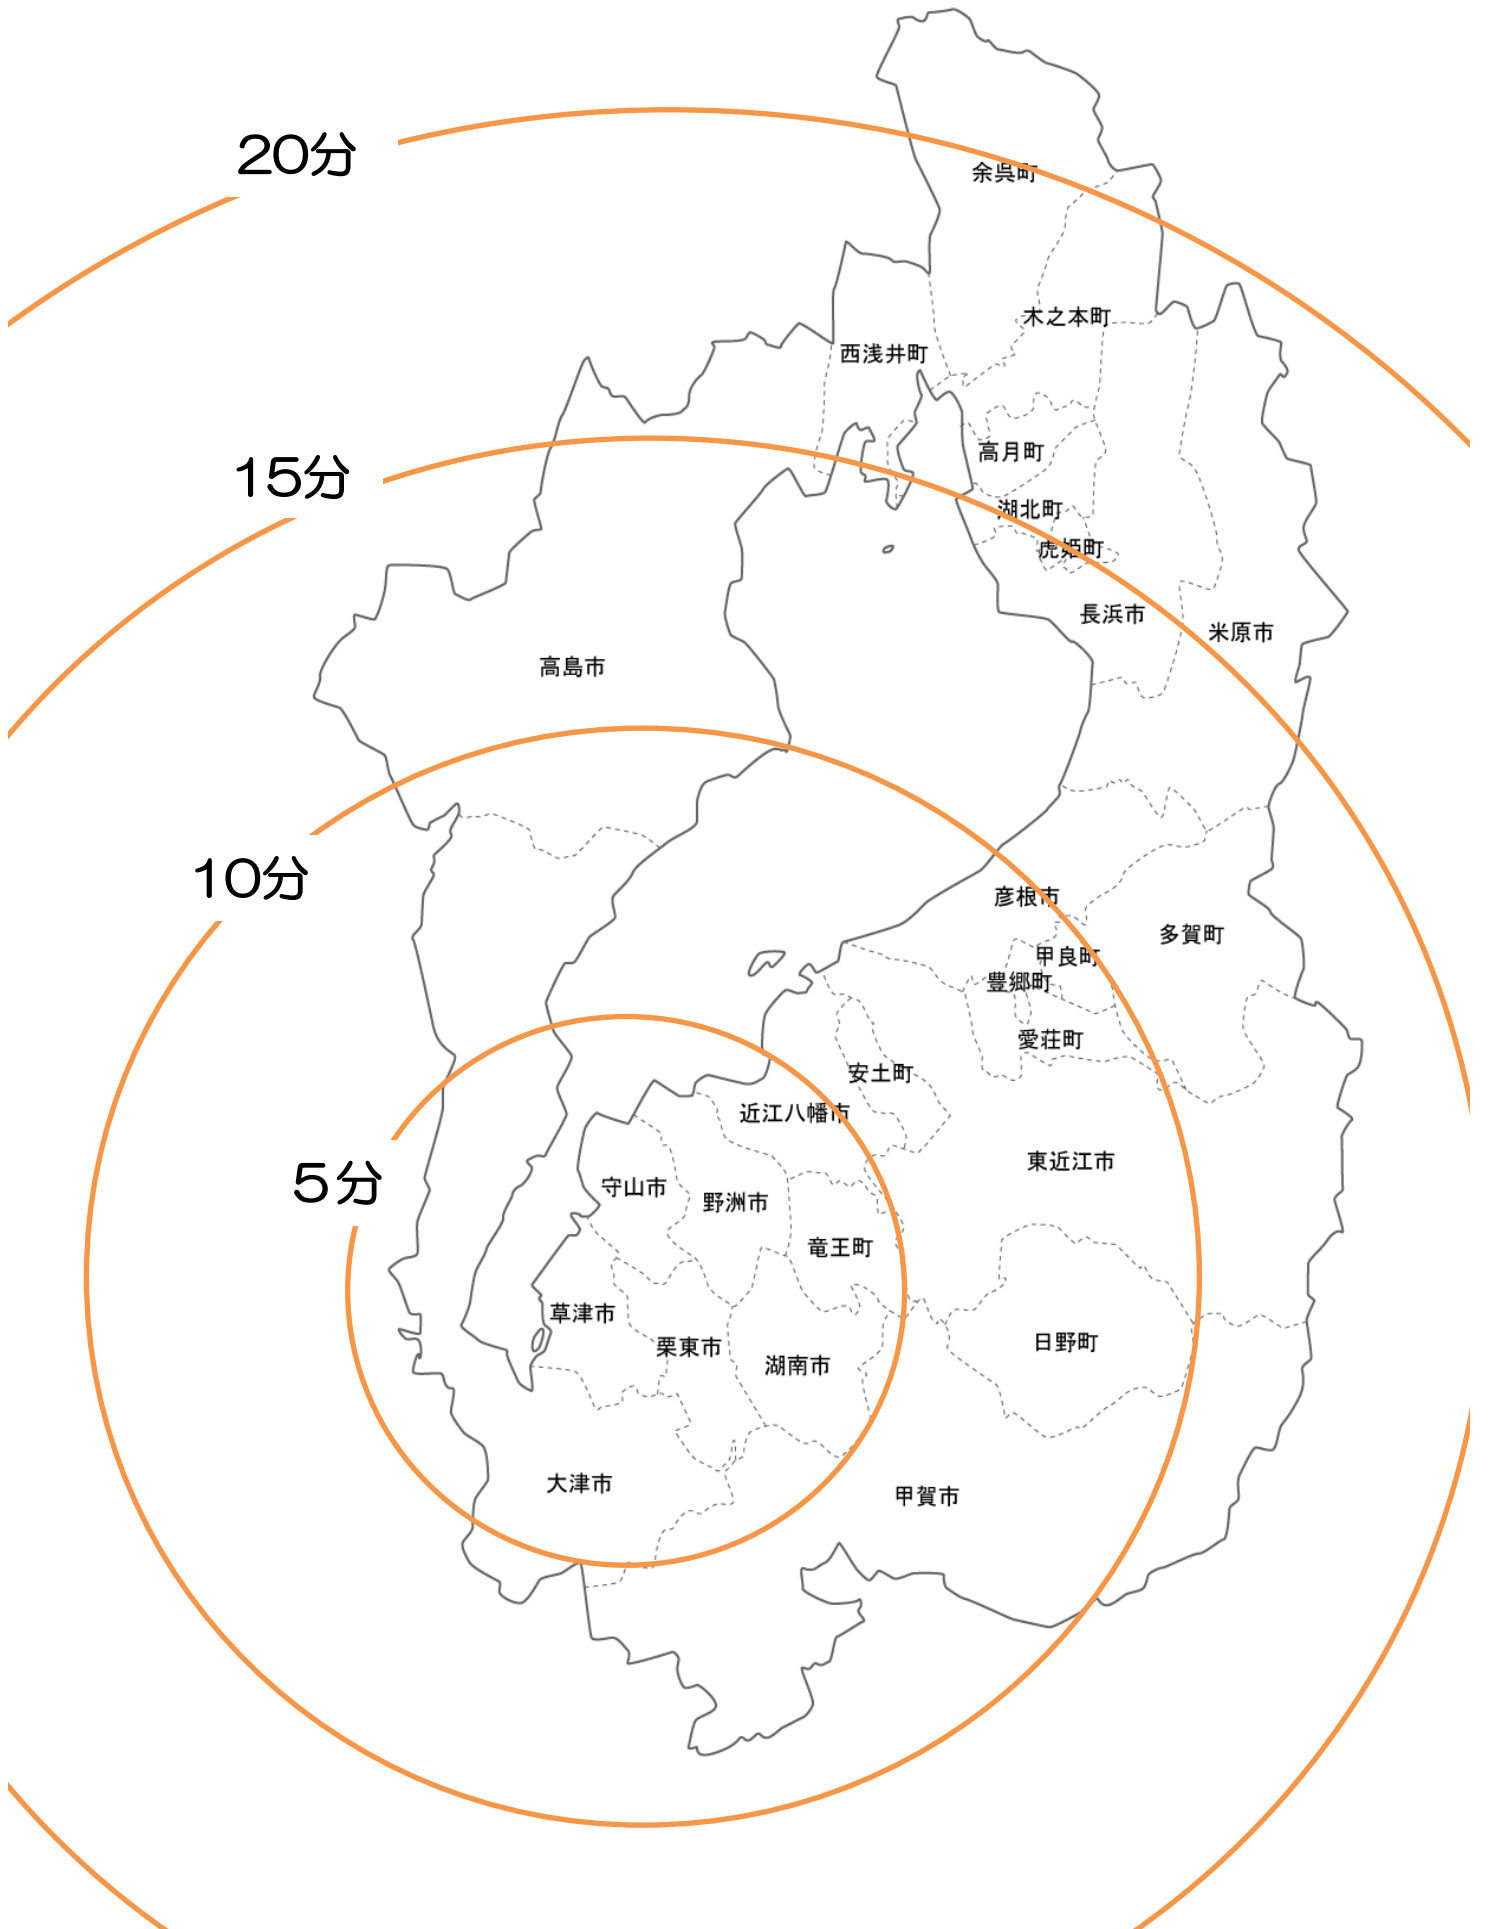 20分
余呉町
木之本町
西浅井町
高月町
15分
湖北町
虎姫町
長浜市
米原市
高島市
10分
彦根市
多賀町
甲良町
豊郷町
愛荘町
安土町
近江八幡市
東近江市
5分
守山市
野洲市
竜王町
草津市
日野町
栗東市
湖南市
大津市
甲賀市